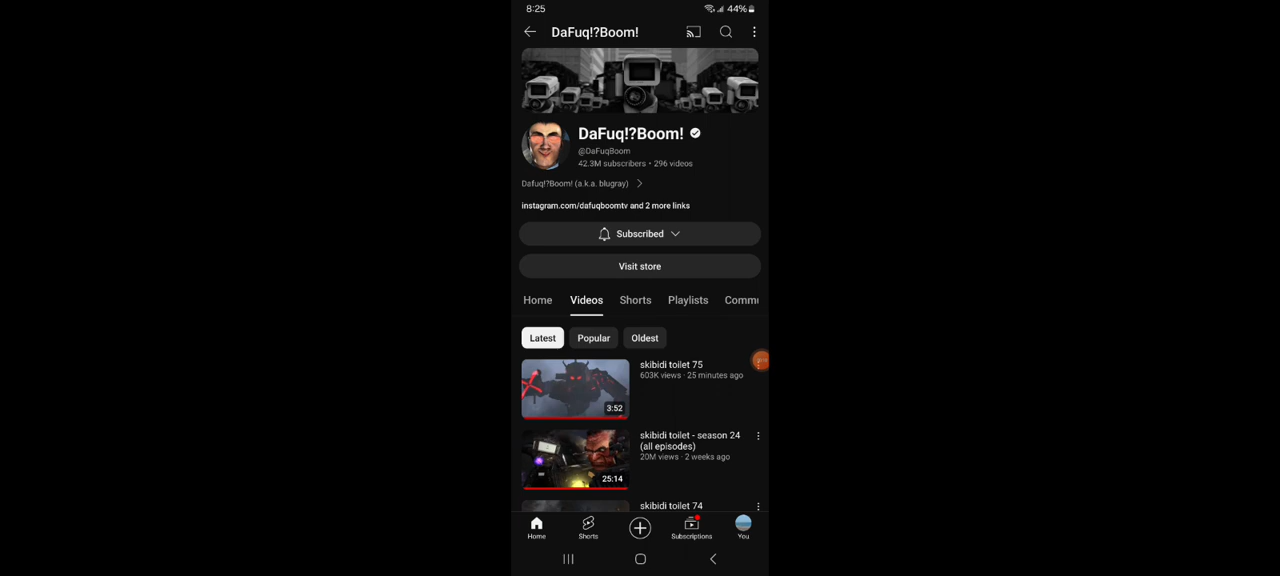 8:25
44%
DaFuq!?Boom!
DaFuq!?Boom!
@DaFuqBoom
42.3M subscribers • 296 videos
Dafuq!?Boom! (a.k.a. blugray)
instagram.com/dafuqboomtv and 2 more links
Subscribed
Visit store
Home Videos Shorts Playlists Commu
Latest Popular Oldest
skibidi toilet 75
603K views · 25 minutes ago
3:52
skibidi toilet - season 24
(all episodes)
20M views · 2 weeks ago
25:14
skibidi toilet 74
Home Shorts Subscriptions You